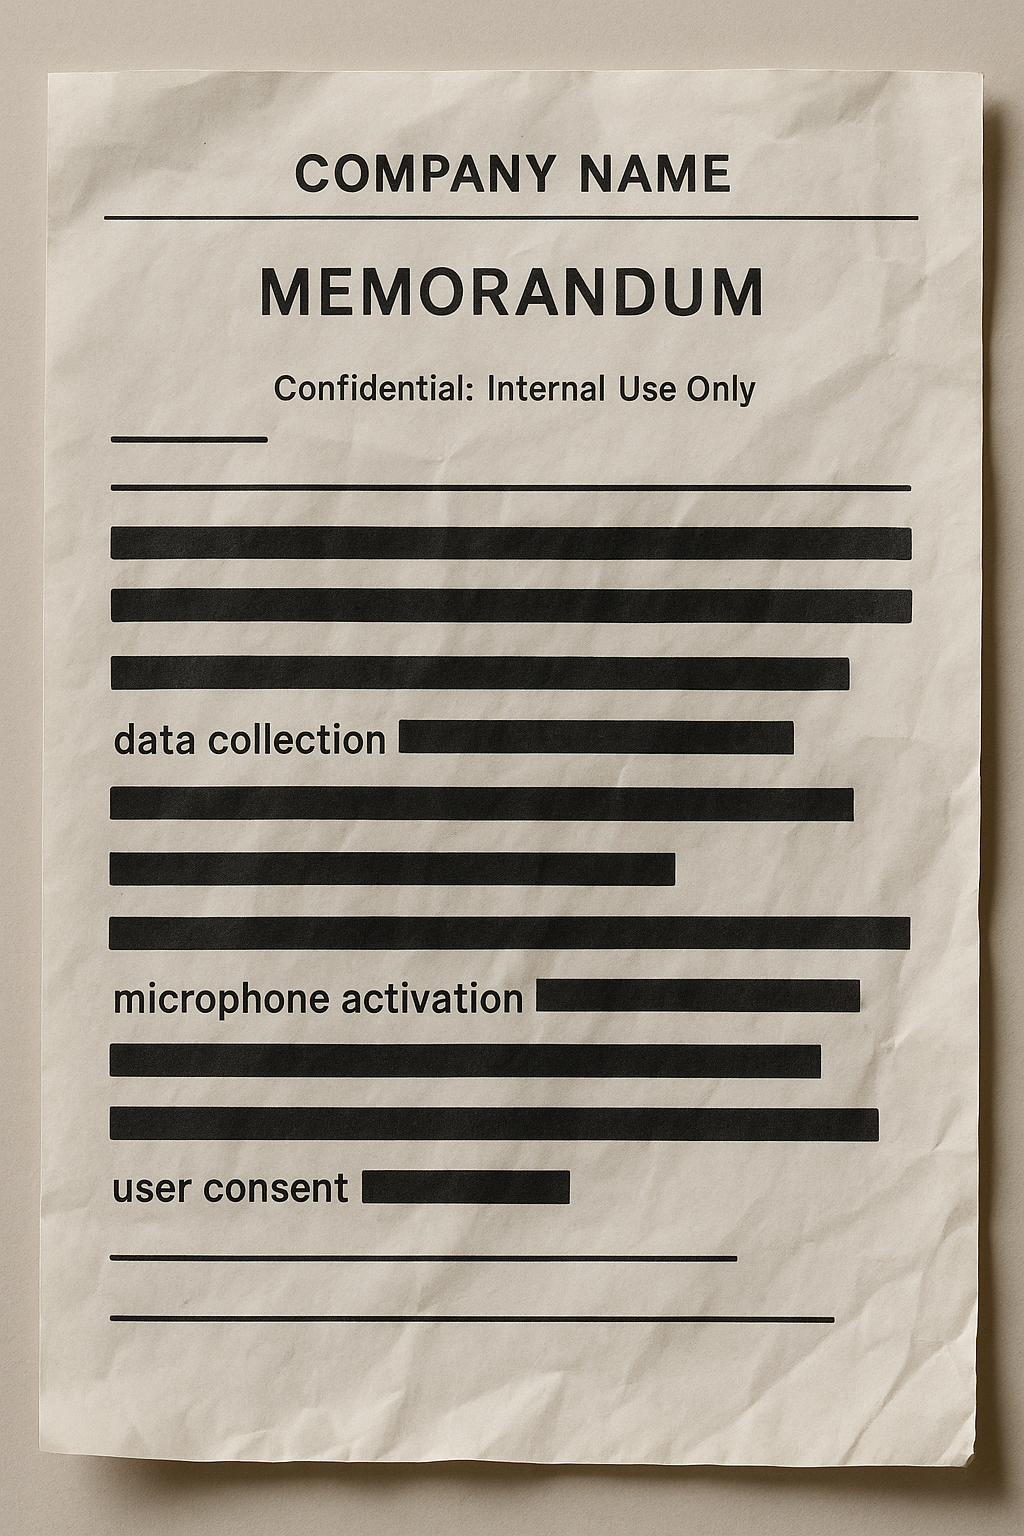 COMPANY NAME
MEMORANDUM
Confidential: Internal Use Only
data collection
microphone activation
user consent